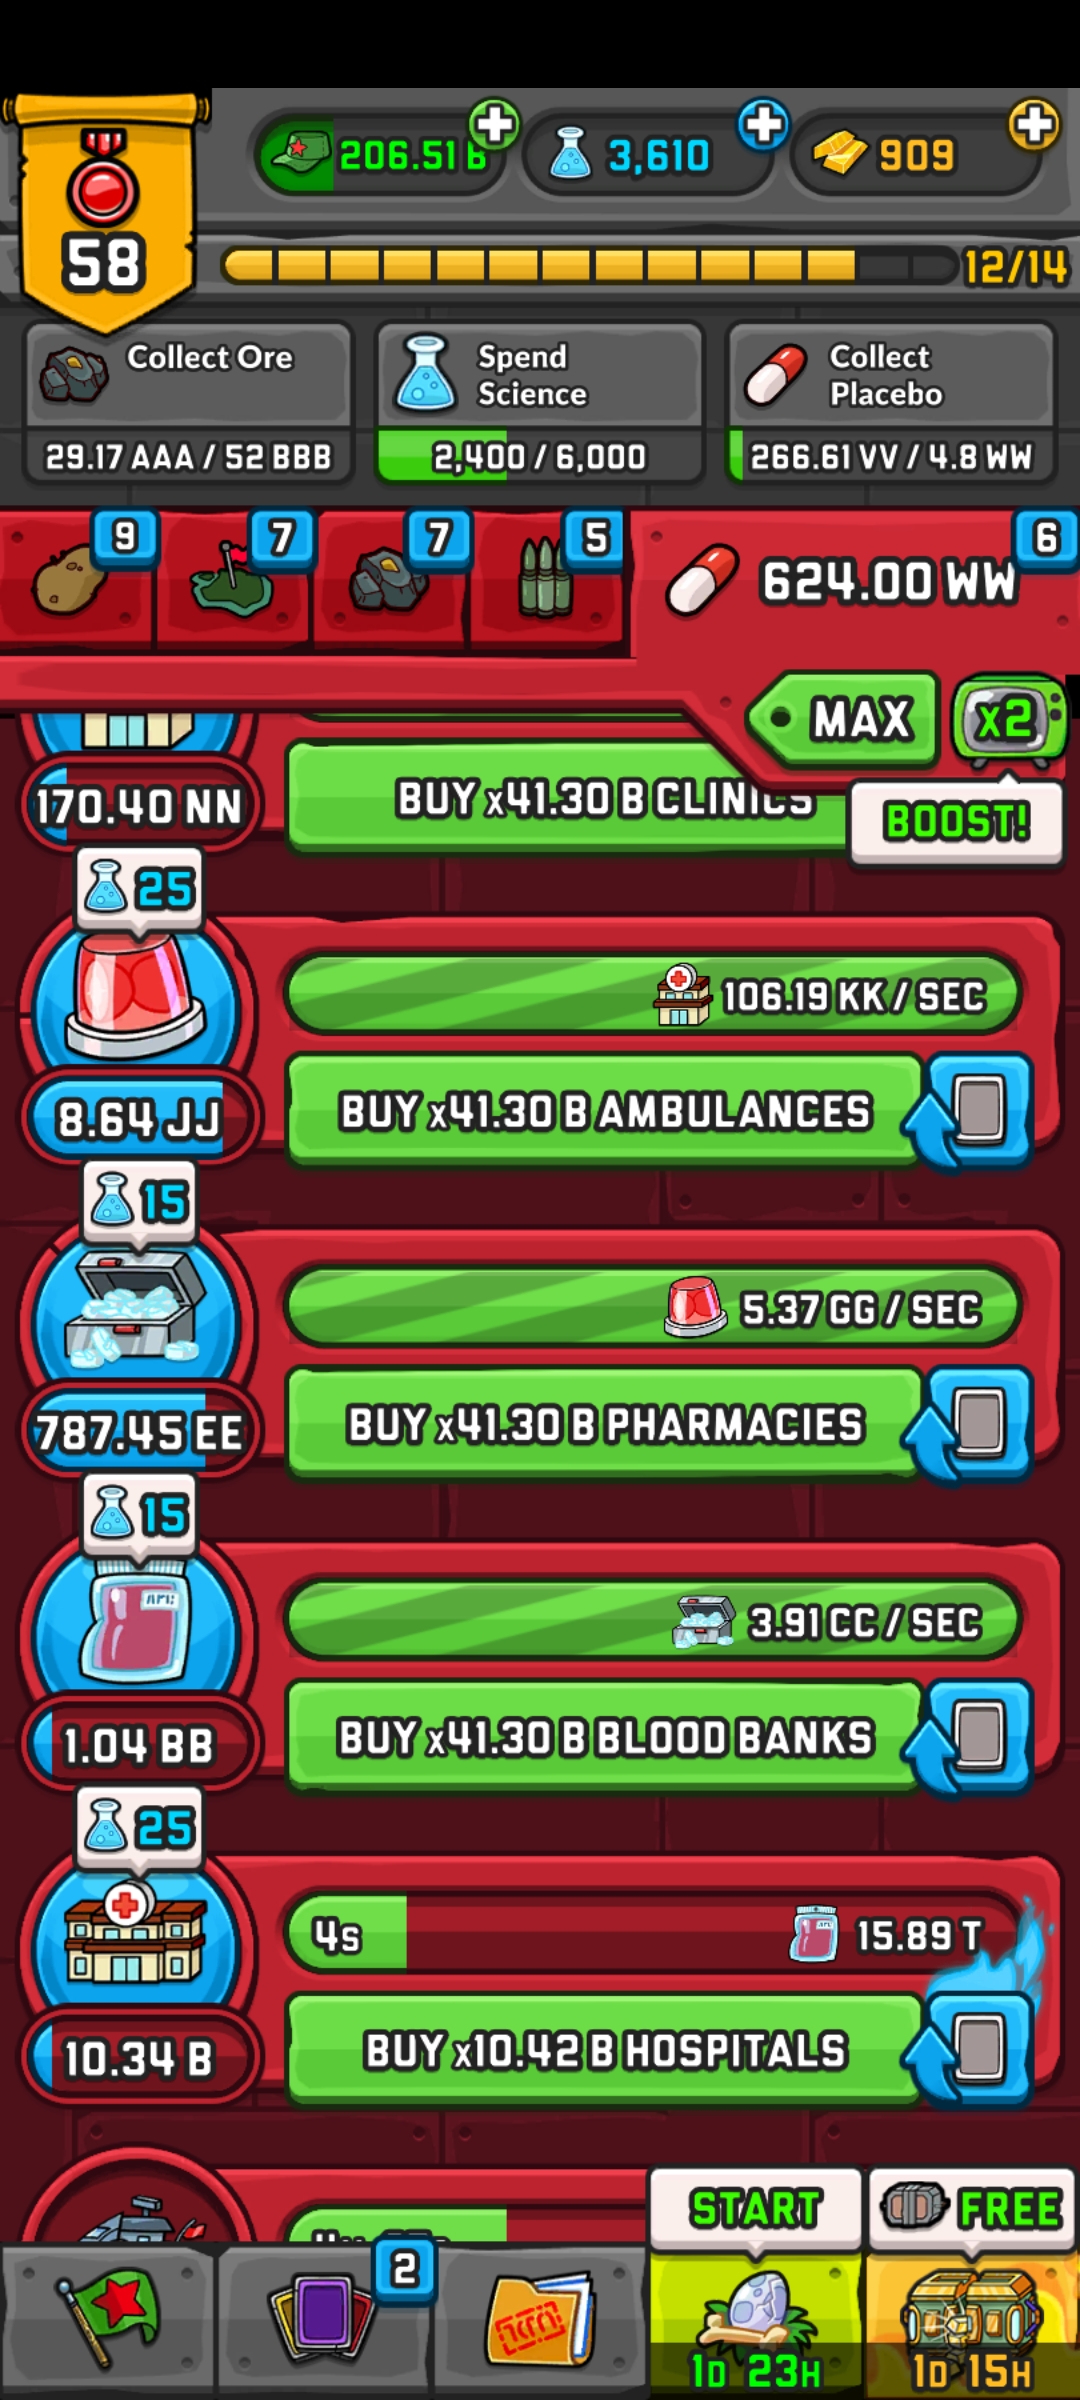 206.51 B
3,610
909
58
12/14
Collect Ore
29.17 AAA / 52 BBB
Spend
Science
2,400 / 6,000
Collect
Placebo
266.61 VV / 4.8 WW
9
7
7
5
6
624.00 WW
MAX
x2
BOOST!
170.40 NN
BUY x41.30 B CLINICS
25
106.19 KK / SEC
8.64 JJ
BUY x41.30 B AMBULANCES
15
5.37 GG / SEC
787.45 EE
BUY x41.30 B PHARMACIES
15
3.91 CC / SEC
1.04 BB
BUY x41.30 B BLOOD BANKS
25
4s
15.89 T
10.34 B
BUY x10.42 B HOSPITALS
START
FREE
2
1D 23H
1D 15H